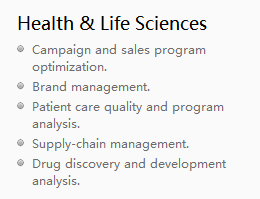 Health & Life Sciences
Campaign and sales program
optimization.
Brand management.
Patient care quality and program
analysis.
Supply-chain management.
Drug discovery and development
analysis.